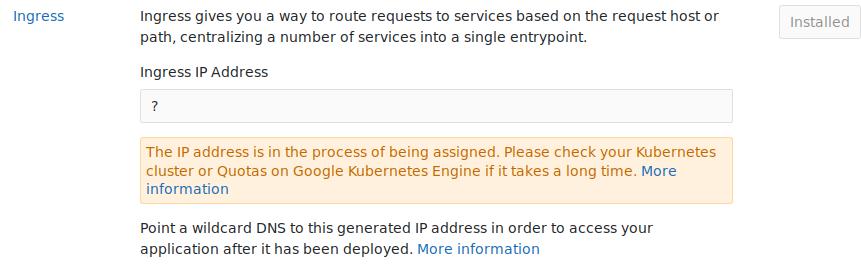 Ingress
Ingress gives you a way to route requests to services based on the request host or
path, centralizing a number of services into a single entrypoint.
Installed
Ingress IP Address
?
The IP address is in the process of being assigned. Please check your Kubernetes
cluster or Quotas on Google Kubernetes Engine if it takes a long time. More
information
Point a wildcard DNS to this generated IP address in order to access your
application after it has been deployed. More information